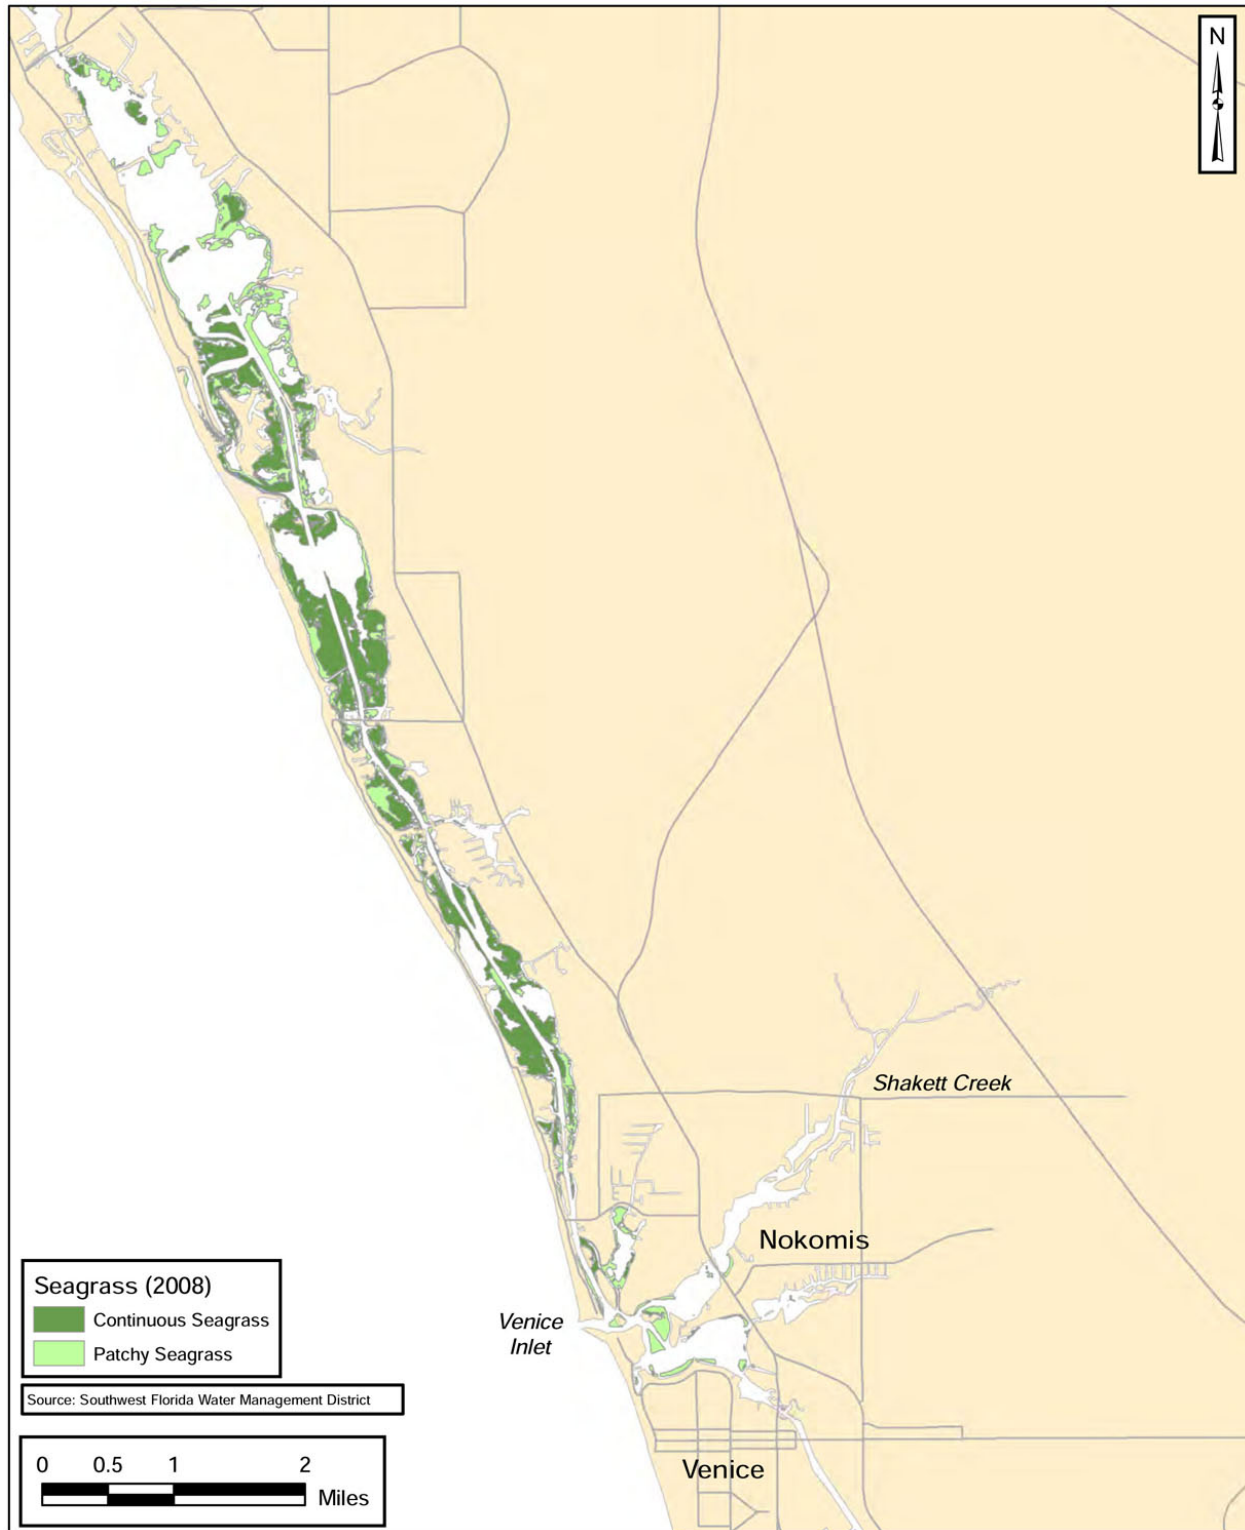 N
Shakett Creek
Nokomis
Venice
Inlet
Venice
Seagrass (2008)
Continuous Seagrass
Patchy Seagrass
Source: Southwest Florida Water Management District
0 0.5 1 2
Miles